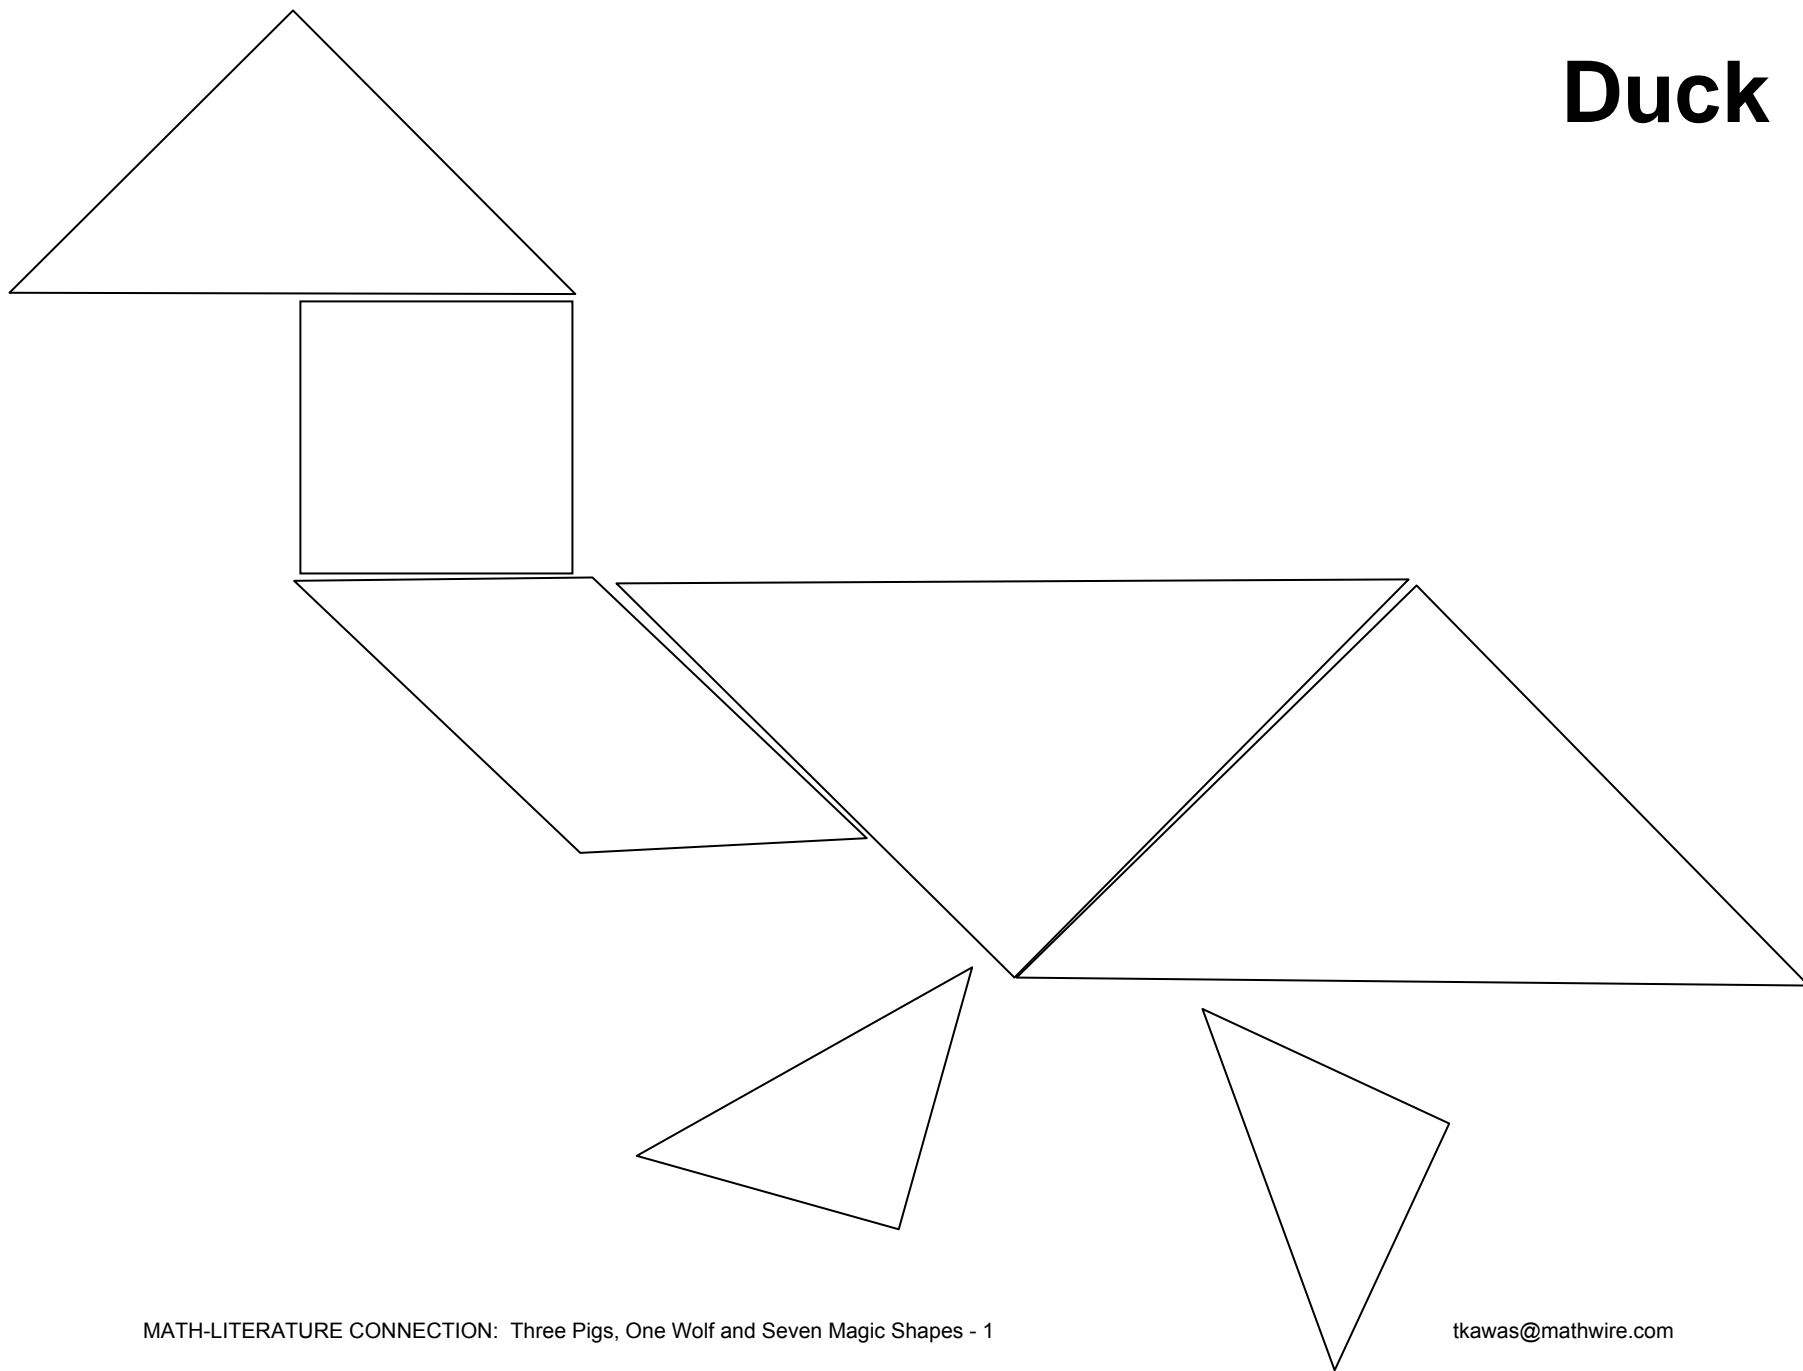 Duck
MATH-LITERATURE CONNECTION: Three Pigs, One Wolf and Seven Magic Shapes - 1
tkawas@mathwire.com